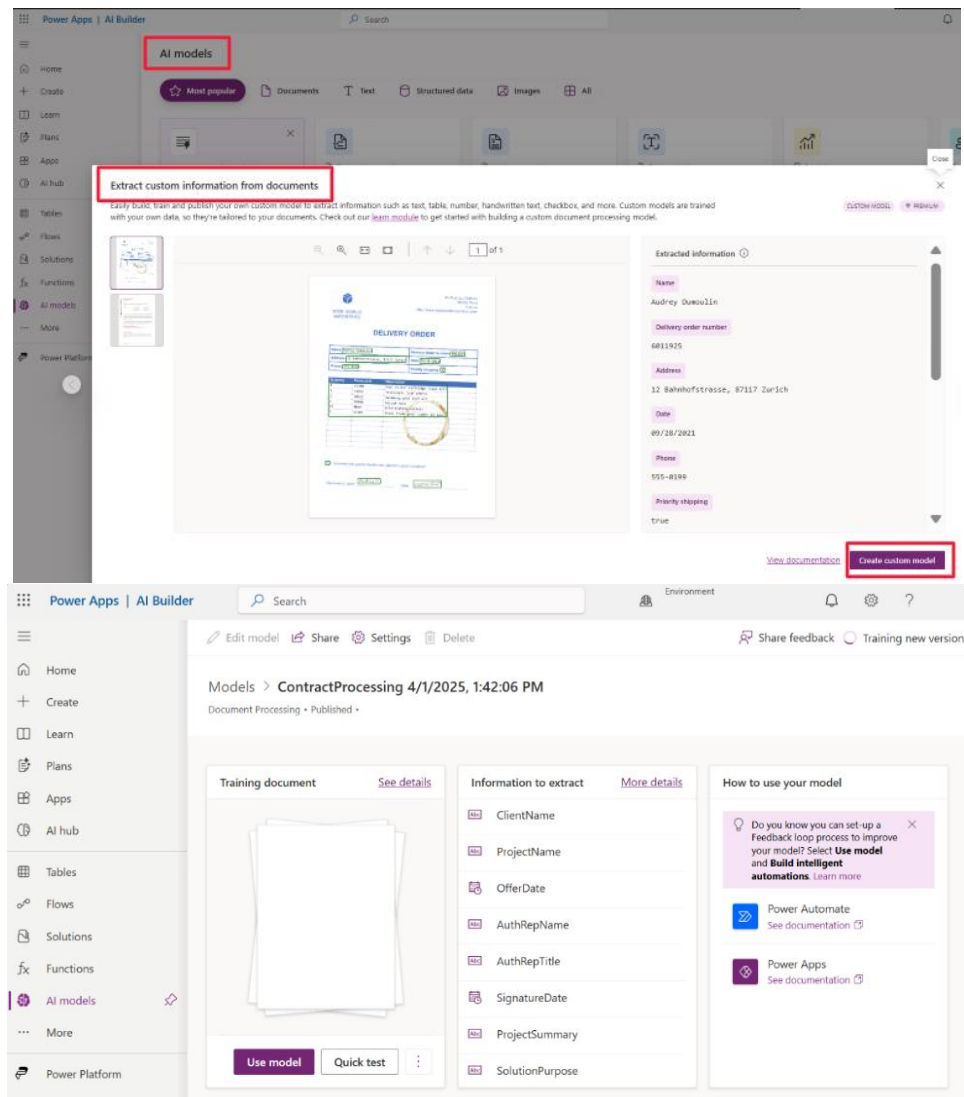 Power Apps | AI Builder
Search
AI models
Home
Create
Learn
Plans
Apps
AI hub
Tables
Flows
Solutions
Functions
AI models
More
Power Platform
Most popular
Documents
Text
Structured data
Images
All
Close
Extract custom information from documents
Easily build, train and publish your own custom model to extract information such as text, table, number, handwritten text, checkbox, and more. Custom models are trained
with your own data, so they're tailored to your documents. Check out our learn module to get started with building a custom document processing model.
CUSTOM MODEL
PREMIUM
1 of 1
DELIVERY ORDER
Extracted information
Name
Audrey Dumoulin
Delivery order number
6011925
Address
12 Bahnhofstrasse, 87117 Zurich
Date
09/28/2021
Phone
555-0199
Priority shipping
true
View documentation
Create custom model
Power Apps | AI Builder
Search
Environment
Home
Create
Learn
Plans
Apps
AI hub
Tables
Flows
Solutions
Functions
AI models
More
Power Platform
Edit model
Share
Settings
Delete
Share feedback
Training new version
Models > ContractProcessing 4/1/2025, 1:42:06 PM
Document Processing • Published •
Training document
See details
Use model
Quick test
Information to extract
More details
ClientName
ProjectName
OfferDate
AuthRepName
AuthRepTitle
SignatureDate
ProjectSummary
SolutionPurpose
How to use your model
Do you know you can set-up a
Feedback loop process to improve
your model? Select Use model
and Build intelligent
automations. Learn more
Power Automate
See documentation
Power Apps
See documentation